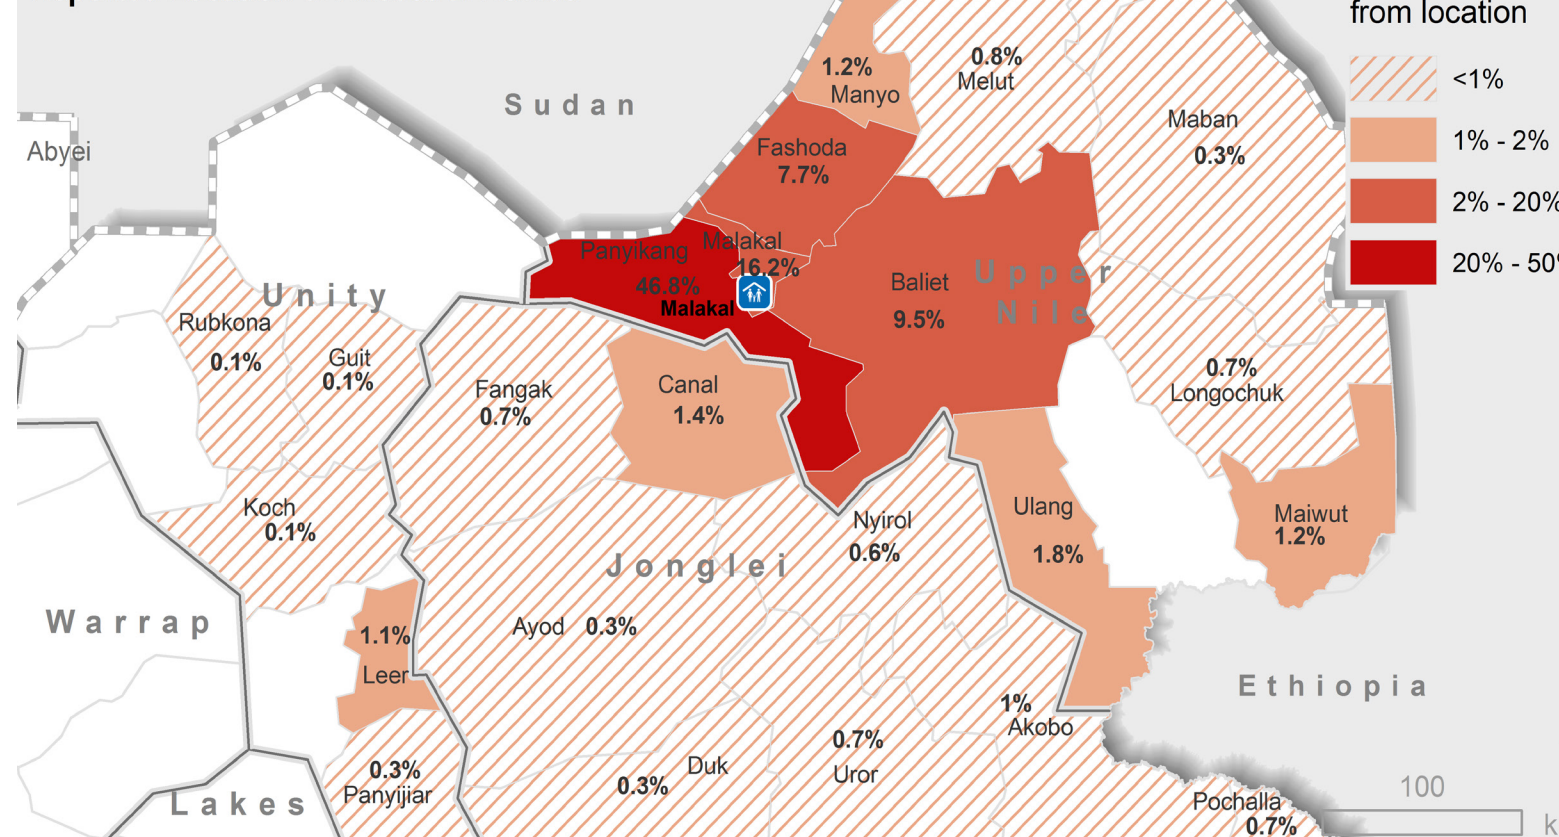 from location
<1%
1% - 2%
2% - 20%
20% - 50%
Sudan
Abyei
1.2%
Manyo
0.8%
Melut
Maban
0.3%
Fashoda
7.7%
Panyikang
46.8%
Malakal
16.2%
Malakal
Baliet
9.5%
Upper
Nile
Unity
Rubkona
0.1%
Guit
0.1%
Fangak
0.7%
Canal
1.4%
0.7%
Longochuk
Koch
0.1%
Nyirol
0.6%
Ulang
1.8%
Maiwut
1.2%
Jonglei
Warrap
1.1%
Leer
Ayod 0.3%
Ethiopia
1%
Akobo
0.7%
Uror
Duk
0.3%
0.3%
Panyijiar
Lakes
Pochalla
0.7%
100
k